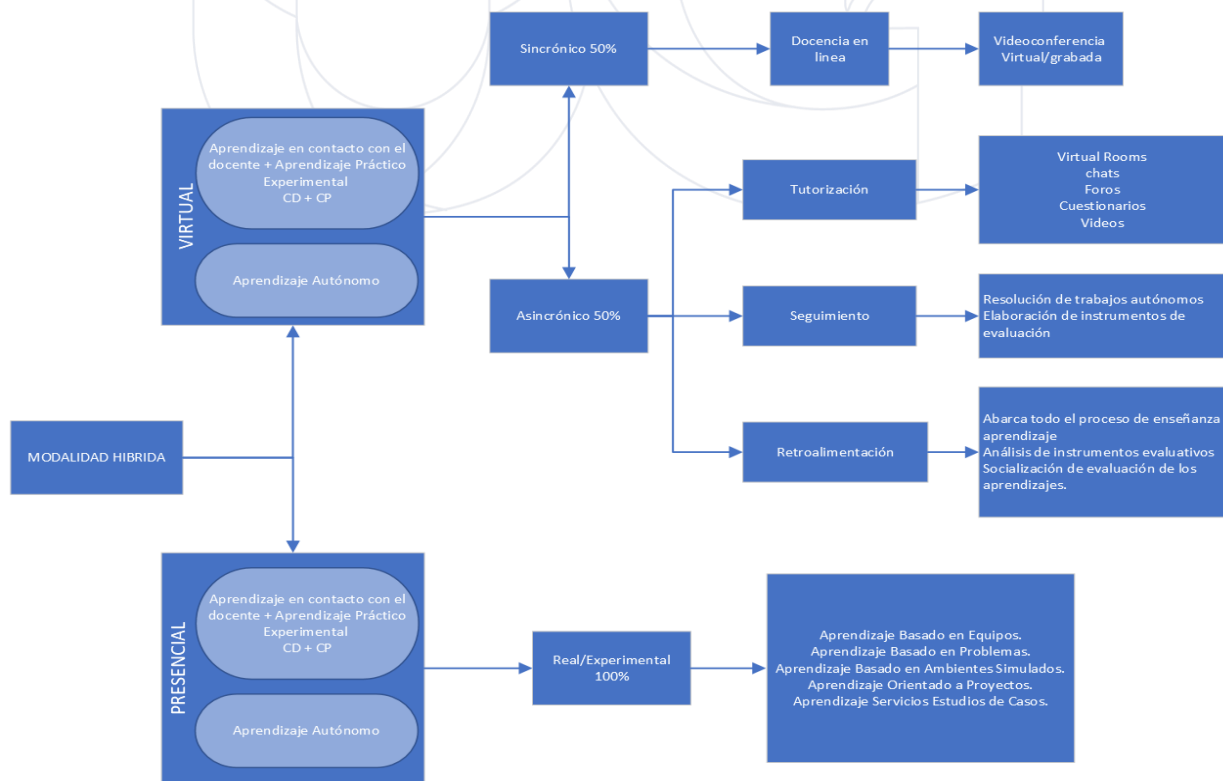 Sincrónico 50%
Docencia en
linea
Videoconferencia
Virtual/grabada
VIRTUAL
Aprendizaje en contacto con el
docente + Aprendizaje Práctico
Experimental
CD + CP
Aprendizaje Autónomo
Asincrónico 50%
Tutorización
Virtual Rooms
chats
Foros
Cuestionarios
Videos
Seguimiento
Resolución de trabajos autónomos
Elaboración de instrumentos de
evaluación
Retroalimentación
Abarca todo el proceso de enseñanza
aprendizaje
Análisis de instrumentos evaluativos
Socialización de evaluación de los
aprendizajes.
MODALIDAD HIBRIDA
PRESENCIAL
Aprendizaje en contacto con el
docente + Aprendizaje Práctico
Experimental
CD + CP
Aprendizaje Autónomo
Real/Experimental
100%
Aprendizaje Basado en Equipos.
Aprendizaje Basado en Problemas.
Aprendizaje Basado en Ambientes Simulados.
Aprendizaje Orientado a Proyectos.
Aprendizaje Servicios Estudios de Casos.